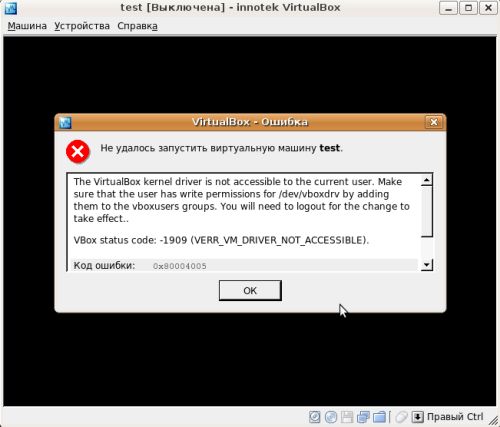 test [Выключена] - innotek VirtualBox
Машина Устройства Справка
VirtualBox - Ошибка
Не удалось запустить виртуальную машину test.
The VirtualBox kernel driver is not accessible to the current user. Make
sure that the user has write permissions for /dev/vboxdrv by adding
them to the vboxusers groups. You will need to logout for the change to
take effect..
VBox status code: -1909 (VERR_VM_DRIVER_NOT_ACCESSIBLE).
Код ошибки: 0x80004005
OK
Правый Ctrl